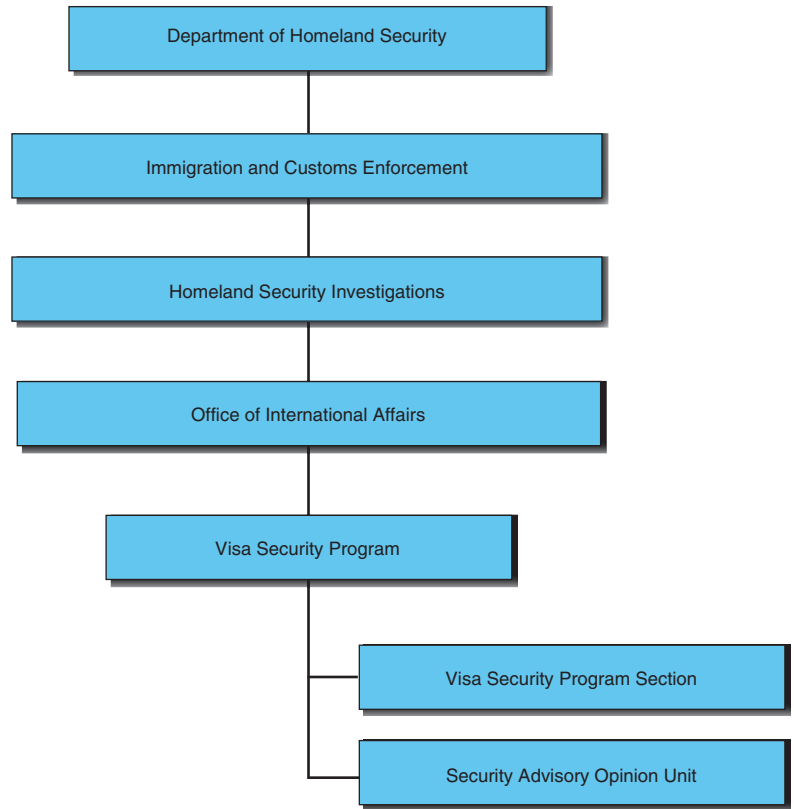 Department of Homeland Security
Immigration and Customs Enforcement
Homeland Security Investigations
Office of International Affairs
Visa Security Program
Visa Security Program Section
Security Advisory Opinion Unit